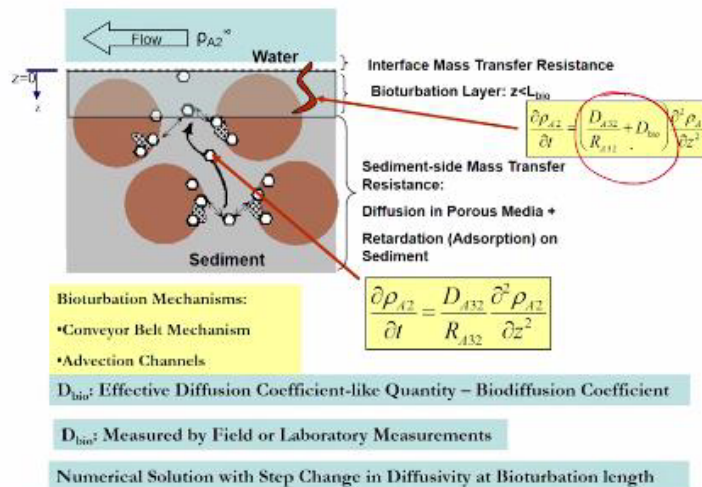 Flow
ρA2∞
Water
Z=0
z
Interface Mass Transfer Resistance
Bioturbation Layer: z<Lbio
∂ρA2/∂t = (DA32/RA32 + Dbio) ∂²ρA/∂z²
Sediment-side Mass Transfer
Resistance:
Diffusion in Porous Media +
Retardation (Adsorption) on
Sediment
Sediment
∂ρA2/∂t = DA32/RA32 ∂²ρA2/∂z²
Bioturbation Mechanisms:
•Conveyor Belt Mechanism
•Advection Channels
Dbio: Effective Diffusion Coefficient-like Quantity – Biodiffusion Coefficient
Dbio: Measured by Field or Laboratory Measurements
Numerical Solution with Step Change in Diffusivity at Bioturbation length